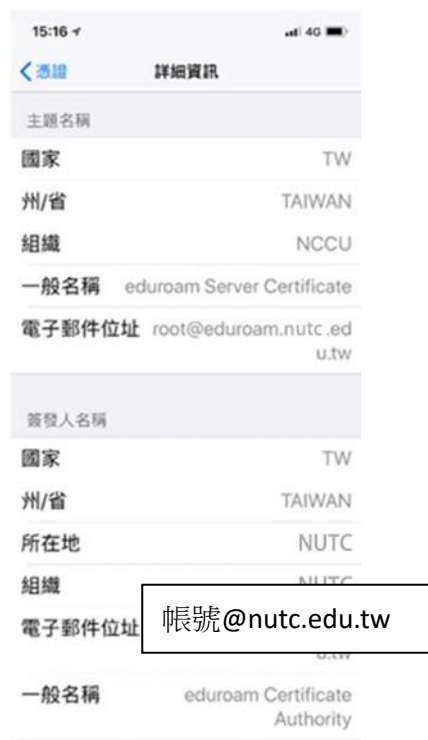 15:16 4G
憑證 詳細資訊
主題名稱
國家 TW
州/省 TAIWAN
組織 NCCU
一般名稱 eduroam Server Certificate
電子郵件位址 root@eduroam.nutc.ed
u.tw
簽發人名稱
國家 TW
州/省 TAIWAN
所在地 NUTC
組織 NUTC
帳號@nutc.edu.tw
電子郵件位址
u.tw
一般名稱 eduroam Certificate
Authority